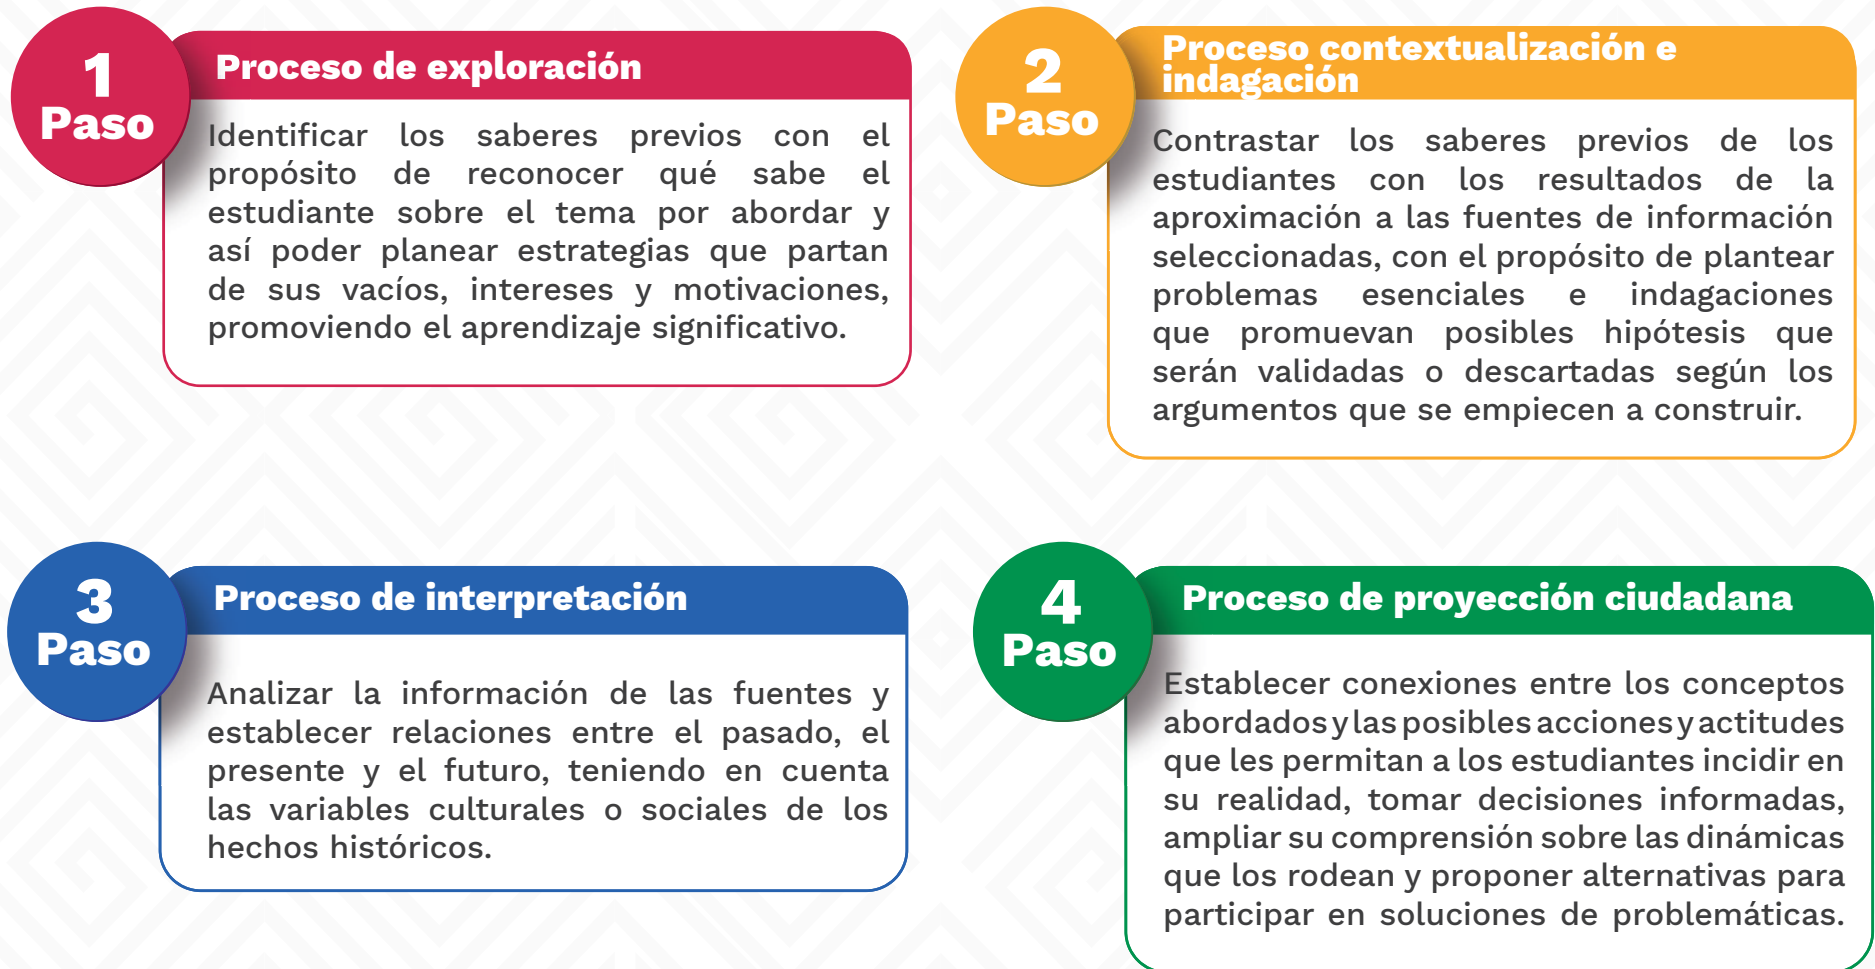 1
Paso
Proceso de exploración
Identificar los saberes previos con el
propósito de reconocer qué sabe el
estudiante sobre el tema por abordar y
así poder planear estrategias que partan
de sus vacíos, intereses y motivaciones,
promoviendo el aprendizaje significativo.
2
Paso
Proceso contextualización e
indagación
Contrastar los saberes previos de los
estudiantes con los resultados de la
aproximación a las fuentes de información
seleccionadas, con el propósito de plantear
problemas esenciales e indagaciones
que promuevan posibles hipótesis que
serán validadas o descartadas según los
argumentos que se empiecen a construir.
3
Paso
Proceso de interpretación
Analizar la información de las fuentes y
establecer relaciones entre el pasado, el
presente y el futuro, teniendo en cuenta
las variables culturales o sociales de los
hechos históricos.
4
Paso
Proceso de proyección ciudadana
Establecer conexiones entre los conceptos
abordados y las posibles acciones y actitudes
que les permitan a los estudiantes incidir en
su realidad, tomar decisiones informadas,
ampliar su comprensión sobre las dinámicas
que los rodean y proponer alternativas para
participar en soluciones de problemáticas.